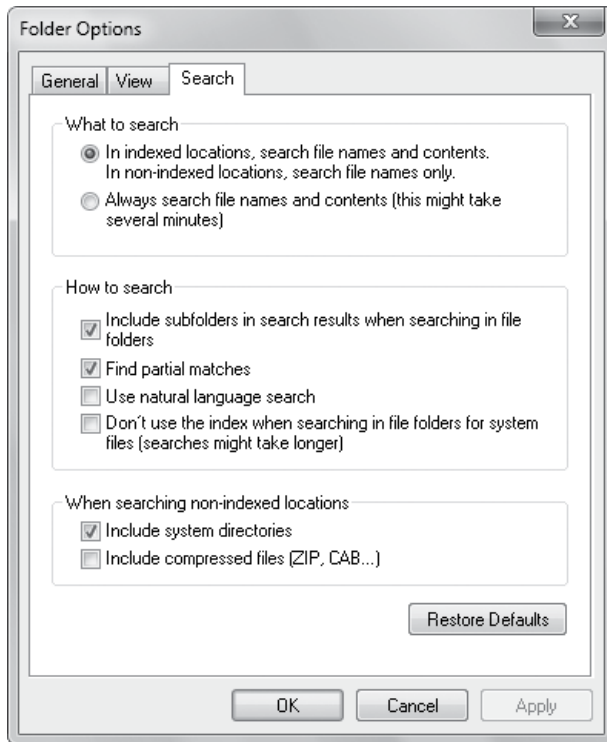 Folder Options
General View Search
What to search
In indexed locations, search file names and contents.
In non-indexed locations, search file names only.
Always search file names and contents (this might take
several minutes)
How to search
Include subfolders in search results when searching in file
folders
Find partial matches
Use natural language search
Don't use the index when searching in file folders for system
files (searches might take longer)
When searching non-indexed locations
Include system directories
Include compressed files (ZIP, CAB...)
Restore Defaults
OK Cancel Apply